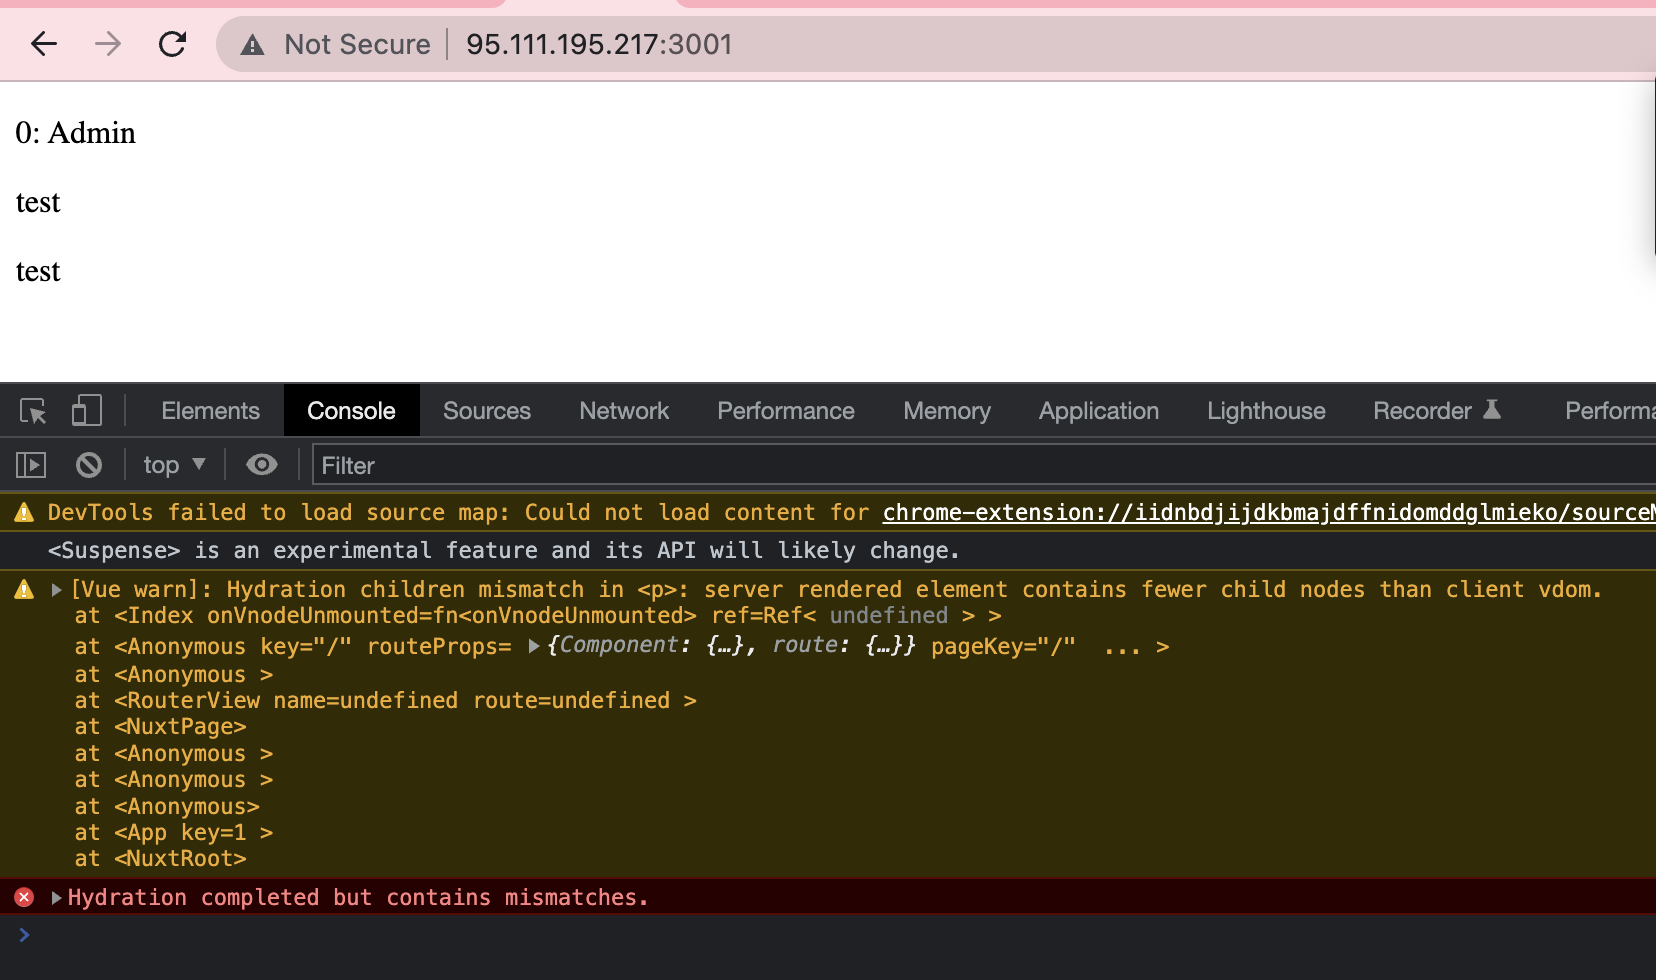 Not Secure 95.111.195.217:3001
0: Admin
test
test
Elements Console Sources Network Performance Memory Application Lighthouse Recorder Performa
top Filter
DevTools failed to load source map: Could not load content for chrome-extension://iidnbdjijdkbmajdffnidomddglmieko/source
<Suspense> is an experimental feature and its API will likely change.
[Vue warn]: Hydration children mismatch in <p>: server rendered element contains fewer child nodes than client vdom.
at <Index onVnodeUnmounted=fn<onVnodeUnmounted> ref=Ref< undefined > >
at <Anonymous key="/" routeProps= ▶{Component: {…}, route: {…}} pageKey="/" ... >
at <Anonymous >
at <RouterView name=undefined route=undefined >
at <NuxtPage>
at <Anonymous >
at <Anonymous >
at <Anonymous>
at <App key=1 >
at <NuxtRoot>
Hydration completed but contains mismatches.